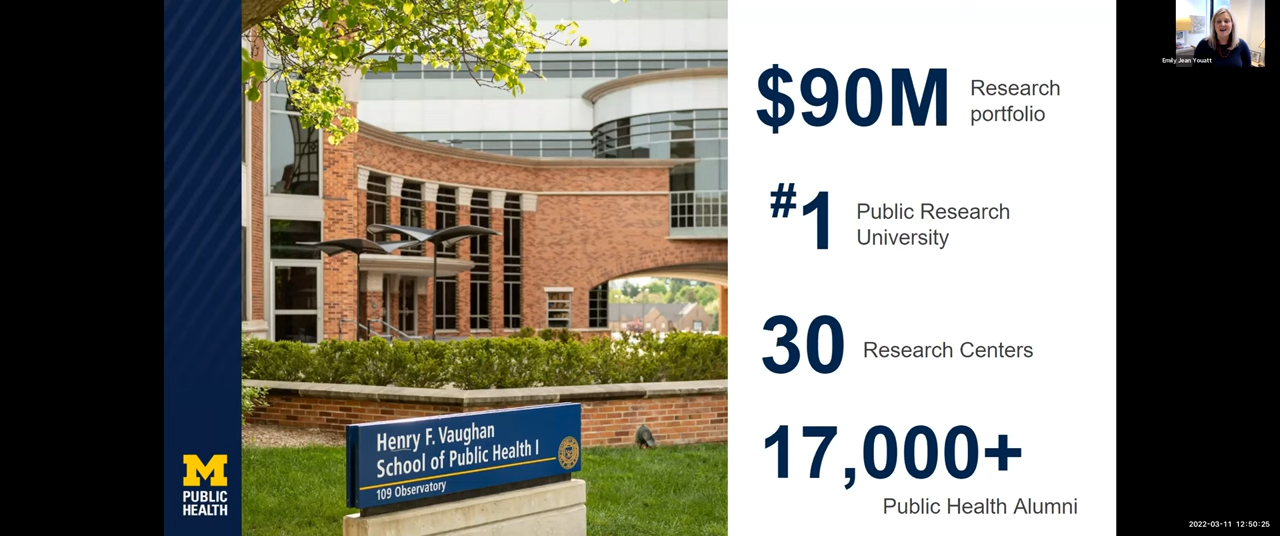 $90M
Research
portfolio
#1
Public Research
University
30
Research Centers
17,000+
Public Health Alumni
Henry F. Vaughan
School of Public Health I
109 Observatory
M
PUBLIC
HEALTH
Emily Jean Youatt
2022-03-11 12:50:25